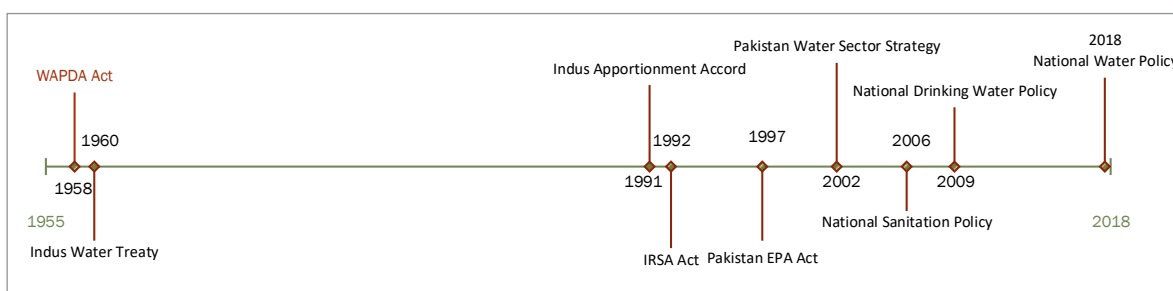 2018
Pakistan Water Sector Strategy
National Water Policy
Indus Apportionment Accord
WAPDA Act
National Drinking Water Policy
1960
1992
1997
2006
1958
1991
2002
2009
1955
2018
National Sanitation Policy
Indus Water Treaty
IRSA Act
Pakistan EPA Act